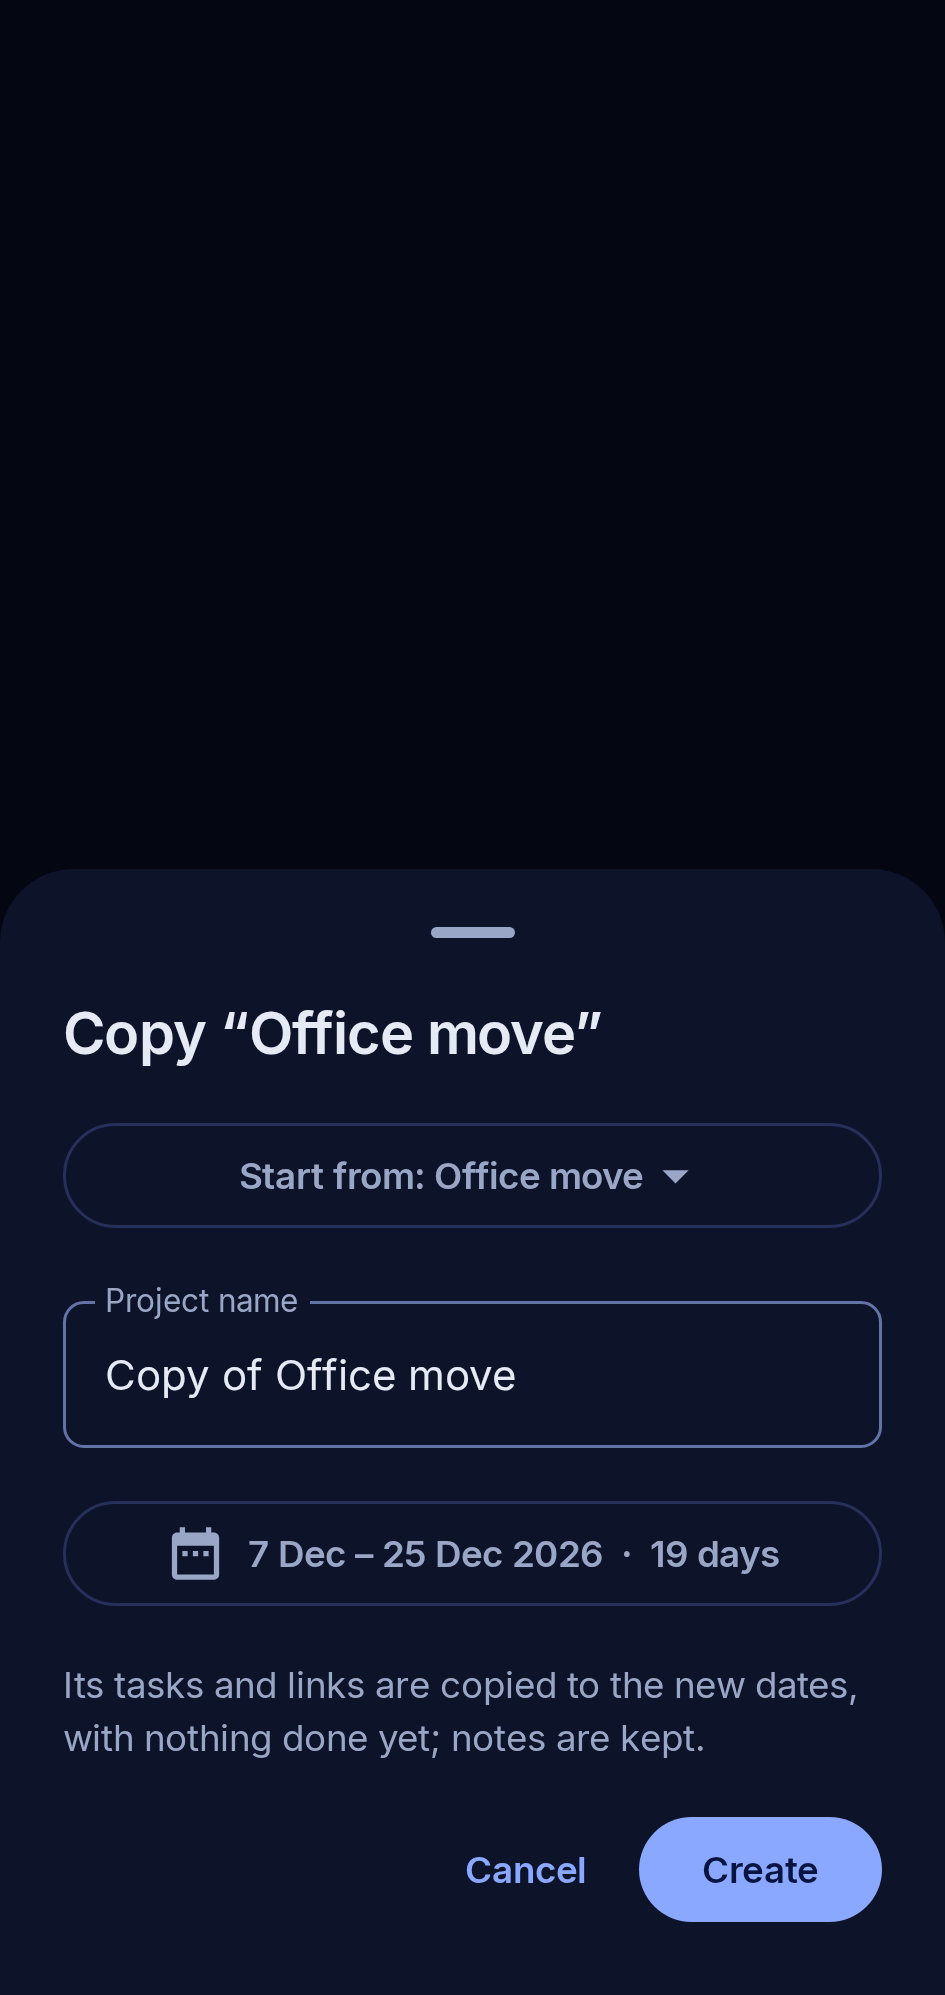 Copy “Office move”
Start from: Office move
Project name
Copy of Office move
7 Dec – 25 Dec 2026 · 19 days
Its tasks and links are copied to the new dates,
with nothing done yet; notes are kept.
Cancel
Create